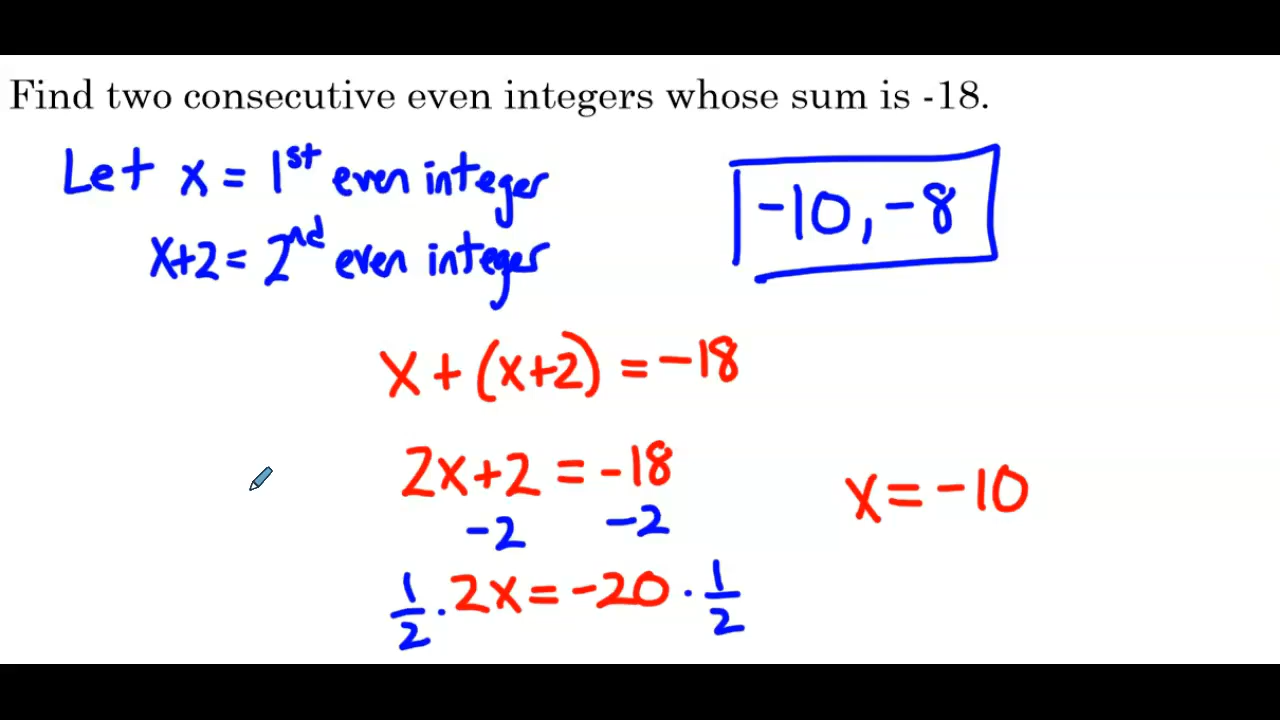 Find two consecutive even integers whose sum is -18.
Let x = 1st even integer
x+2 = 2nd even integer
-10, -8
x + (x+2) = -18
2x+2 = -18
-2 -2
x = -10
1/2 · 2x = -20 · 1/2